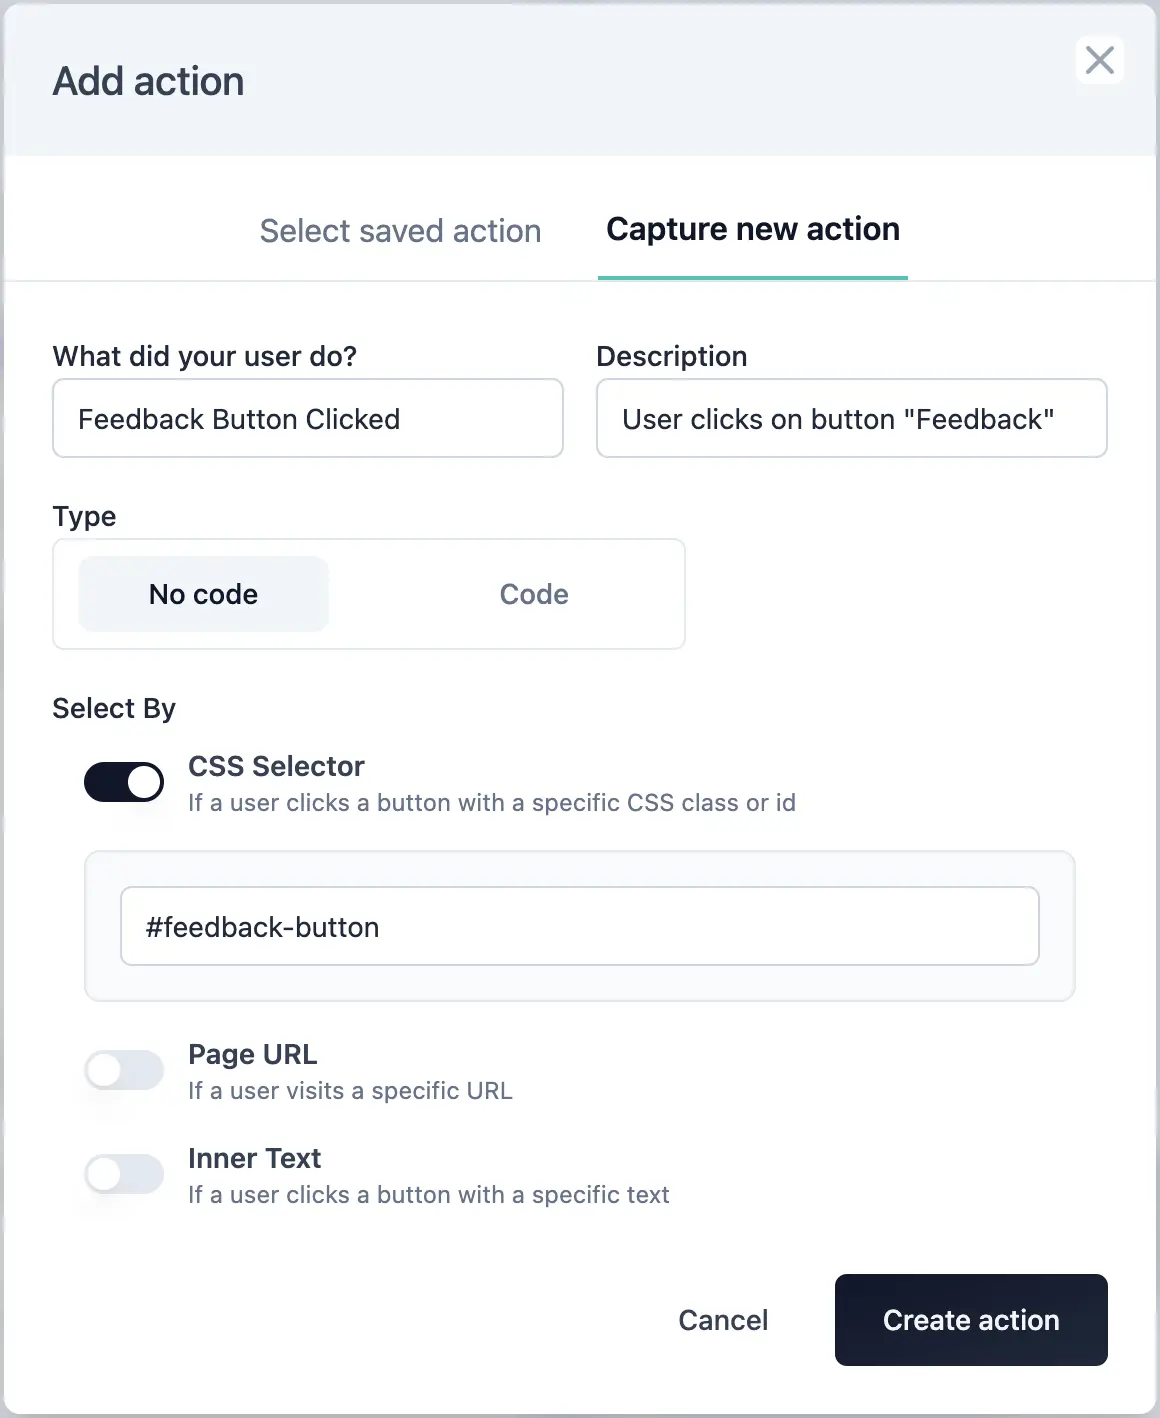 Add action
Select saved action
Capture new action
What did your user do?
Description
Feedback Button Clicked
User clicks on button "Feedback"
Type
No code
Code
Select By
CSS Selector
If a user clicks a button with a specific CSS class or id
#feedback-button
Page URL
If a user visits a specific URL
Inner Text
If a user clicks a button with a specific text
Cancel
Create action